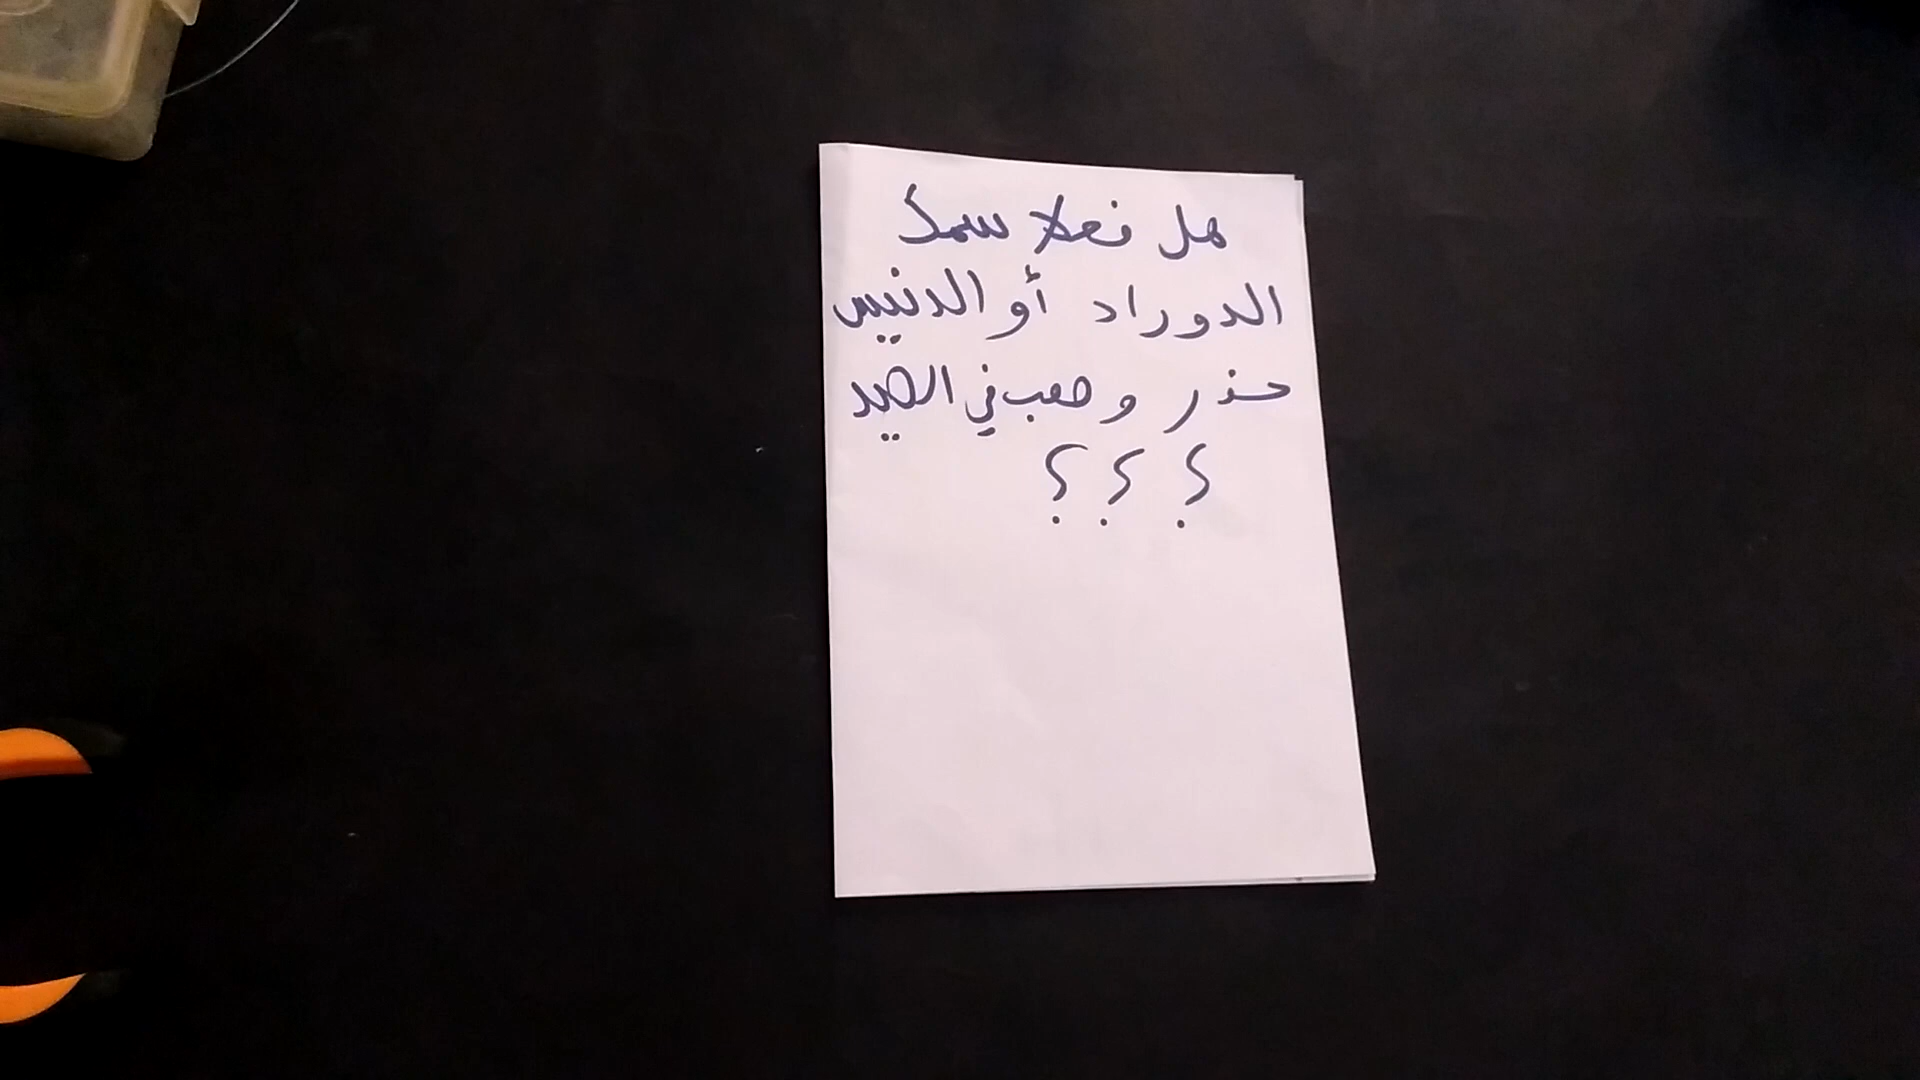 هل فعلا سمك
الدوراد أو الدنيس
حذر وصعب في الصيد
؟ ؟ ؟